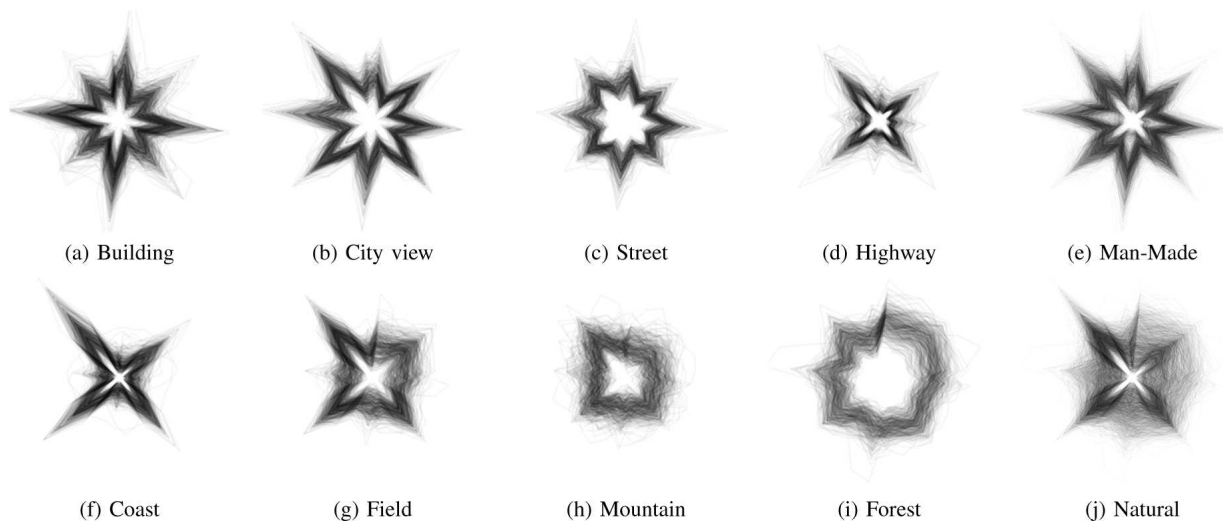 (a) Building
(b) City view
(c) Street
(d) Highway
(e) Man-Made
(f) Coast
(g) Field
(h) Mountain
(i) Forest
(j) Natural